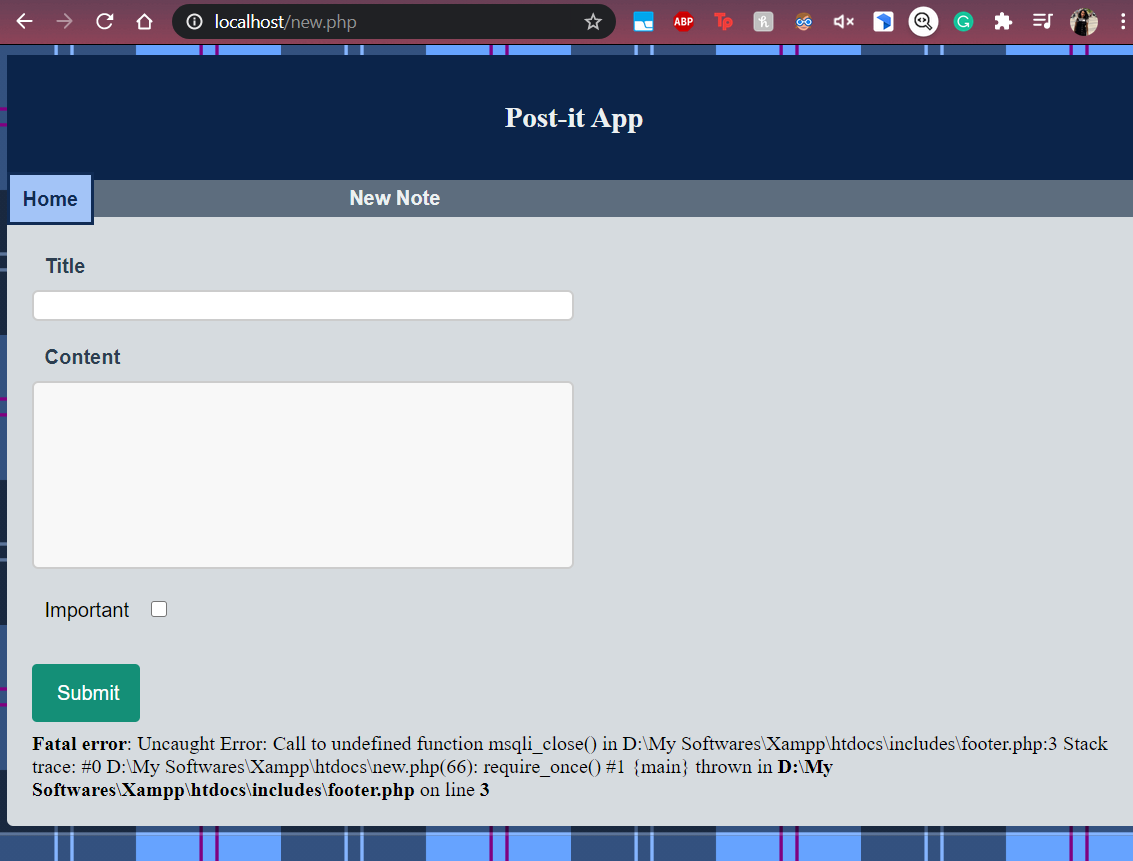 localhost/new.php
ABP
Tp
Post-it App
Home
New Note
Title
Content
Important
Submit
Fatal error: Uncaught Error: Call to undefined function msqli_close() in D:\My Softwares\Xampp\htdocs\includes\footer.php:3 Stack
trace: #0 D:\My Softwares\Xampp\htdocs\new.php(66): require_once() #1 {main} thrown in D:\My
Softwares\Xampp\htdocs\includes\footer.php on line 3